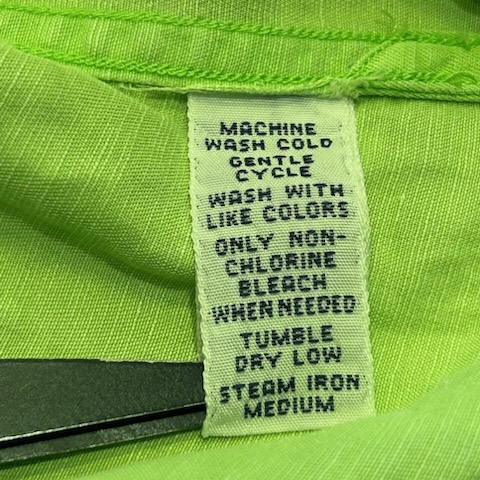 MACHINE
WASH COLD
GENTLE
CYCLE
WASH WITH
LIKE COLORS
ONLY NON-
CHLORINE
BLEACH
WHEN NEEDED
TUMBLE
DRY LOW
STEAM IRON
MEDIUM